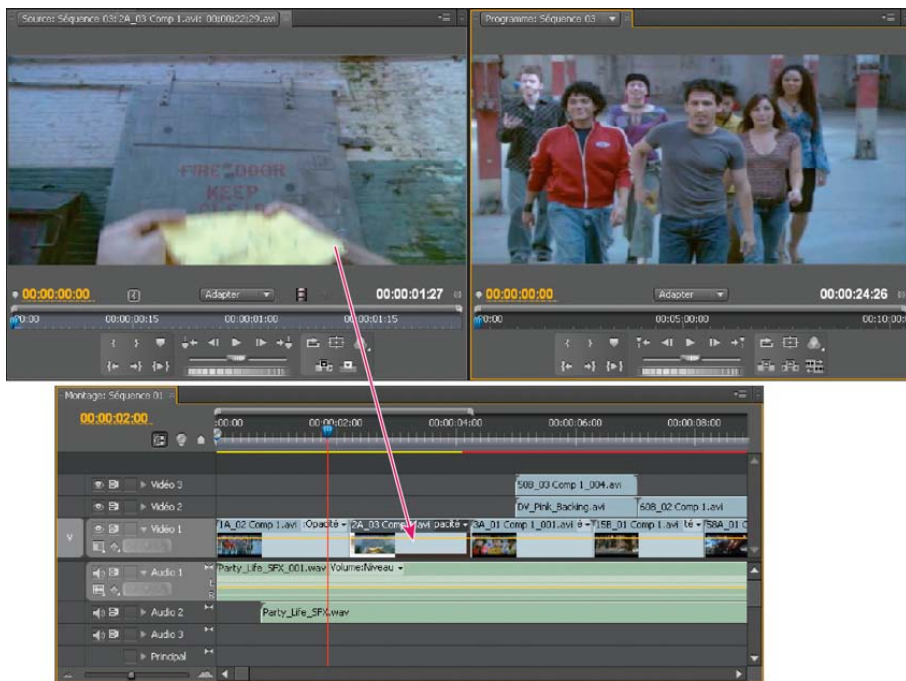 Source: Séquence 03: 2A_03 Comp 1.avi: 00:00:22:29.avi
Programme: Séquence 03
FIRE DOOR
KEEP
00:00:00:00
Adapter
00:00:01:27
00:00:00:00
Adapter
00:00:24:26
00:00 00:00:00:15 00:00:01:00 00:00:01:15
00:00 00:05:00:00 00:10:00:
Montage: Séquence 01
00:00:02:00
:00:00 00:00:02:00 00:00:04:00 00:00:06:00 00:00:08:00
Vidéo 3
50B_03 Comp 1_004.avi
Vidéo 2
DV_Pink_Backing.avi
60B_02 Comp 1.avi
V
Vidéo 1
1A_02 Comp 1.avi :Opacité
2A_03 Comp 1.avi pacité
3A_01 Comp 1_001.avi é
15B_01 Comp 1.avi té
58A_01 C
Audio 1
Party_Life_SFX_001.wav Volume:Niveau
L
R
Audio 2
Party_Life_SFX.wav
Audio 3
Principal